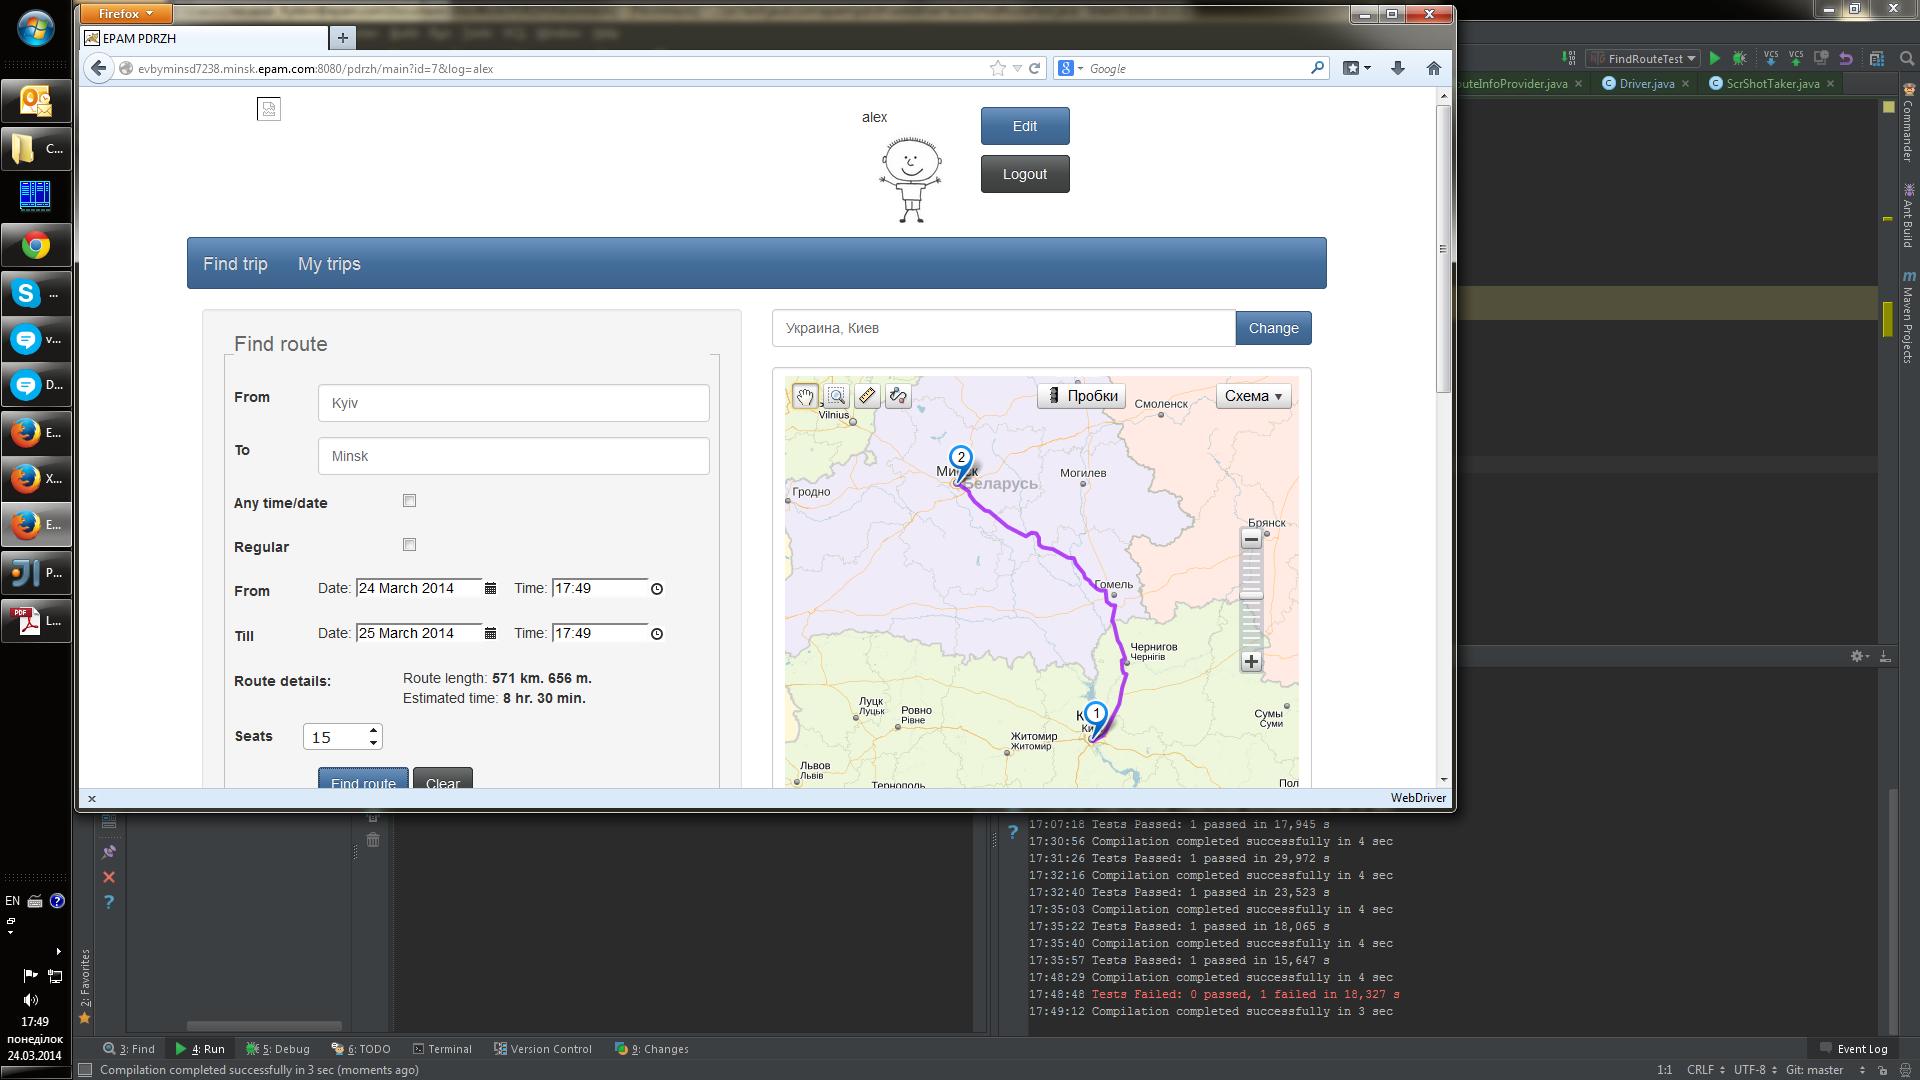 Firefox
EPAM PDRZH
evbyminsd7238.minsk.epam.com:8080/pdrzh/main?id=7&log=alex
Google
FindRouteTest
outeInfoProvider.java
Driver.java
ScrShotTaker.java
Commander
Ant Build
Maven Projects
alex
Edit
Logout
Find trip
My trips
Find route
Украина, Киев
Change
From
Kyiv
To
Minsk
Any time/date
Regular
From
Date: 24 March 2014
Time: 17:49
Till
Date: 25 March 2014
Time: 17:49
Route details:
Route length: 571 km. 656 m.
Estimated time: 8 hr. 30 min.
Seats
15
Find route
Clear
Пробки
Схема
Vilnius
Смоленск
2
Могилев
Беларусь
Гродно
Брянск
Гомель
Чернигов
Чернігів
Луцк
Луцьк
Ровно
Рівне
1
Сумы
Суми
Житомир
Житомир
Львов
Львів
Тернополь
Пол
x
WebDriver
C...
...
v...
D...
E...
X...
E...
P...
PDF
L...
EN
17:49
понеділок
24.03.2014
2: Favorites
17:07:18 Tests Passed: 1 passed in 17,945 s
17:30:56 Compilation completed successfully in 4 sec
17:31:26 Tests Passed: 1 passed in 29,972 s
17:32:16 Compilation completed successfully in 4 sec
17:32:40 Tests Passed: 1 passed in 23,523 s
17:35:03 Compilation completed successfully in 4 sec
17:35:22 Tests Passed: 1 passed in 18,065 s
17:35:40 Compilation completed successfully in 4 sec
17:35:57 Tests Passed: 1 passed in 15,647 s
17:48:29 Compilation completed successfully in 4 sec
17:48:48 Tests Failed: 0 passed, 1 failed in 18,327 s
17:49:12 Compilation completed successfully in 3 sec
3: Find
4: Run
5: Debug
6: TODO
Terminal
Version Control
9: Changes
Event Log
Compilation completed successfully in 3 sec (moments ago)
1:1
CRLF
UTF-8
Git: master